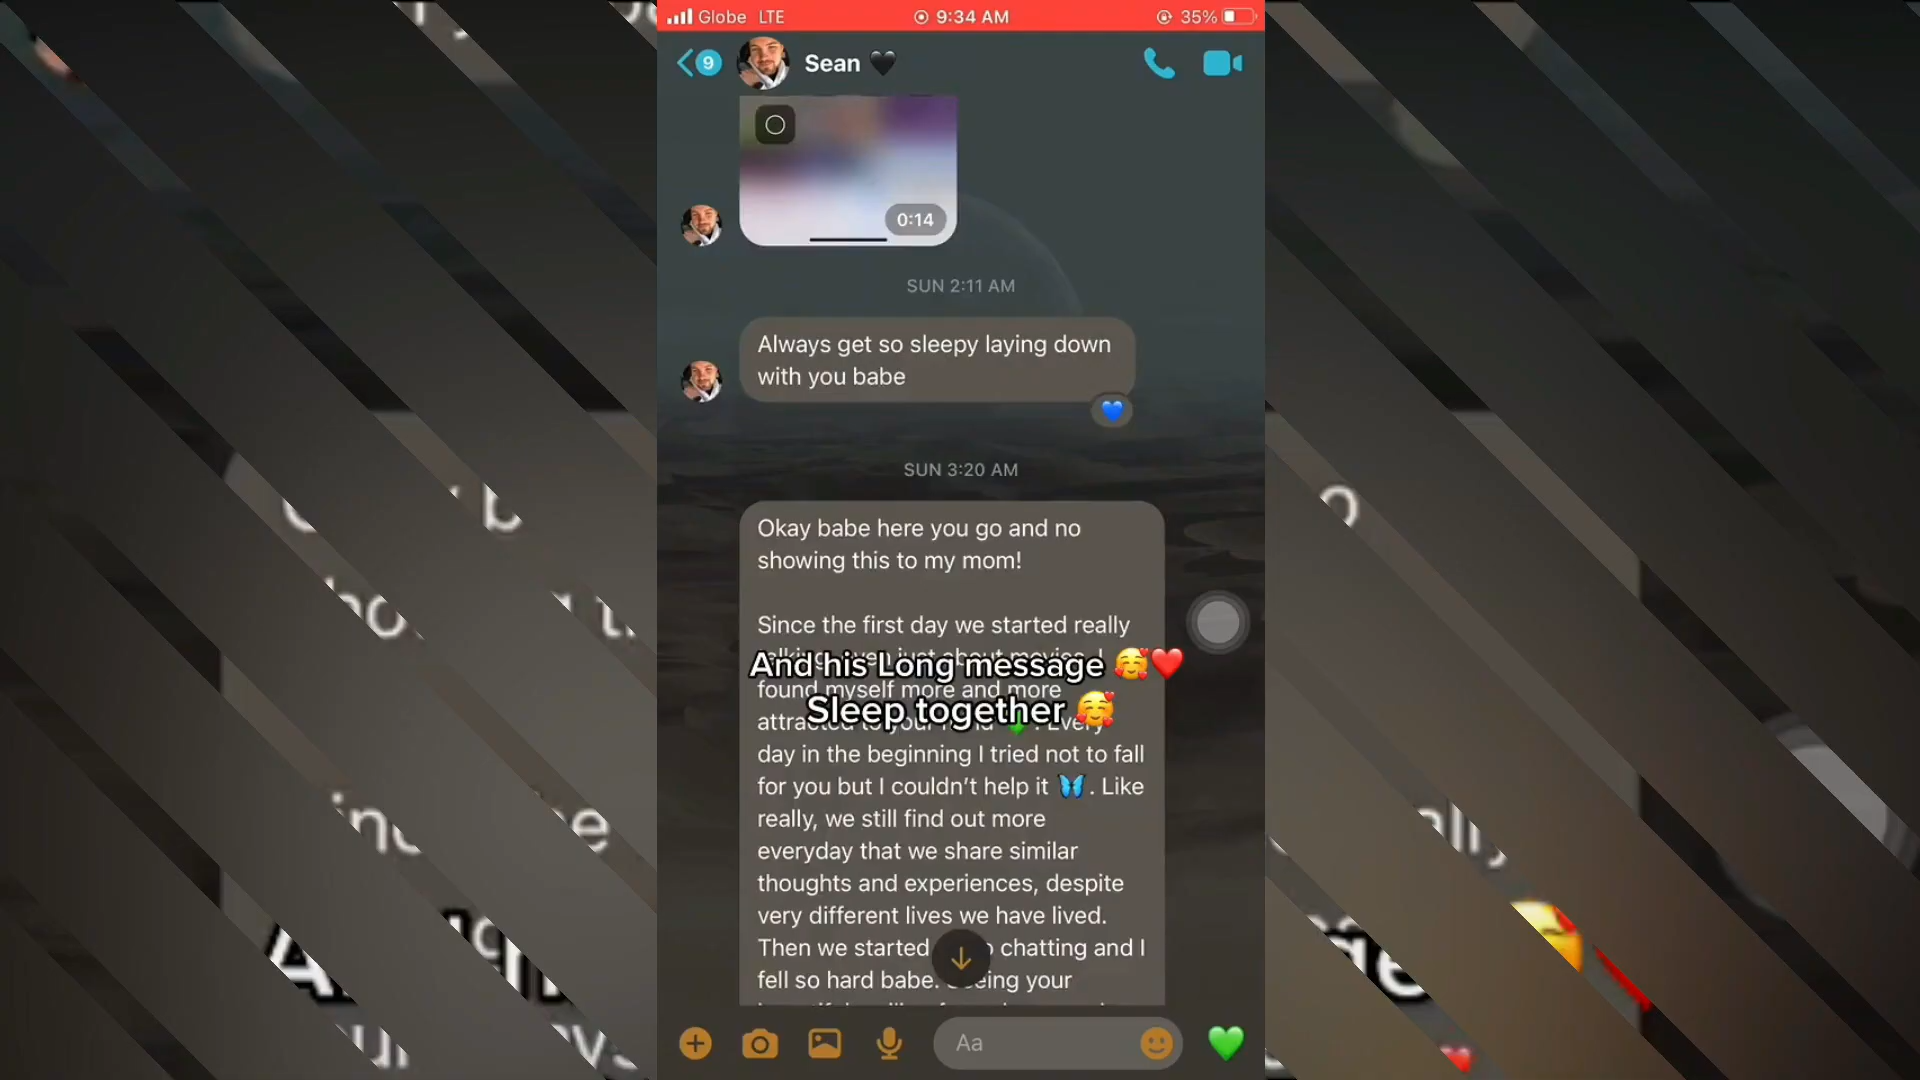 Globe LTE 9:34 AM 35%
9 Sean 🖤
0:14
SUN 2:11 AM
Always get so sleepy laying down
with you babe
💙
SUN 3:20 AM
Okay babe here you go and no
showing this to my mom!
Since the first day we started really
And his Long message 🥰❤️
found myself more and more
Sleep together 🥰
day in the beginning I tried not to fall
for you but I couldn't help it 🦋. Like
really, we still find out more
everyday that we share similar
thoughts and experiences, despite
very different lives we have lived.
Then we started chatting and I
fell so hard babe. your
Aa